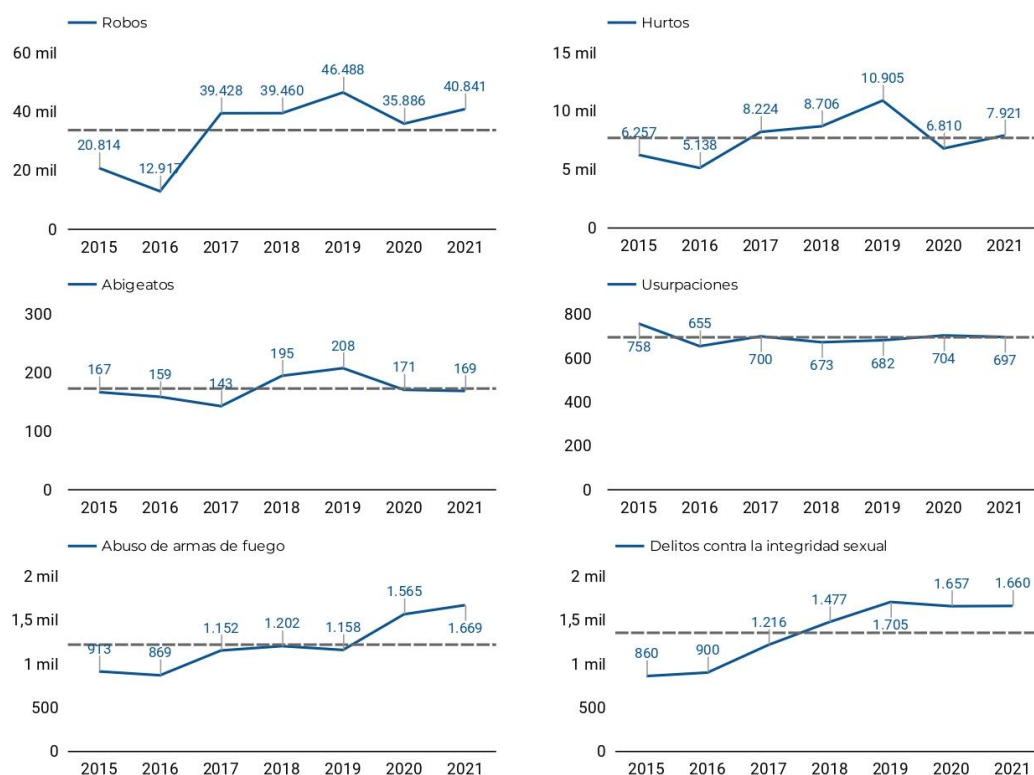 Robos
60 mil
40 mil
20 mil
0
20.814
12.917
39.428
39.460
46.488
35.886
40.841
2015 2016 2017 2018 2019 2020 2021
Hurtos
15 mil
10 mil
5 mil
0
6.257
5.138
8.224
8.706
10.905
6.810
7.921
2015 2016 2017 2018 2019 2020 2021
Abigeatos
300
200
100
0
167
159
143
195
208
171
169
2015 2016 2017 2018 2019 2020 2021
Usurpaciones
800
600
400
200
0
758
655
700
673
682
704
697
2015 2016 2017 2018 2019 2020 2021
Abuso de armas de fuego
2 mil
1,5 mil
1 mil
500
0
913
869
1.152
1.202
1.158
1.565
1.669
2015 2016 2017 2018 2019 2020 2021
Delitos contra la integridad sexual
2 mil
1,5 mil
1 mil
500
0
860
900
1.216
1.477
1.705
1.657
1.660
2015 2016 2017 2018 2019 2020 2021